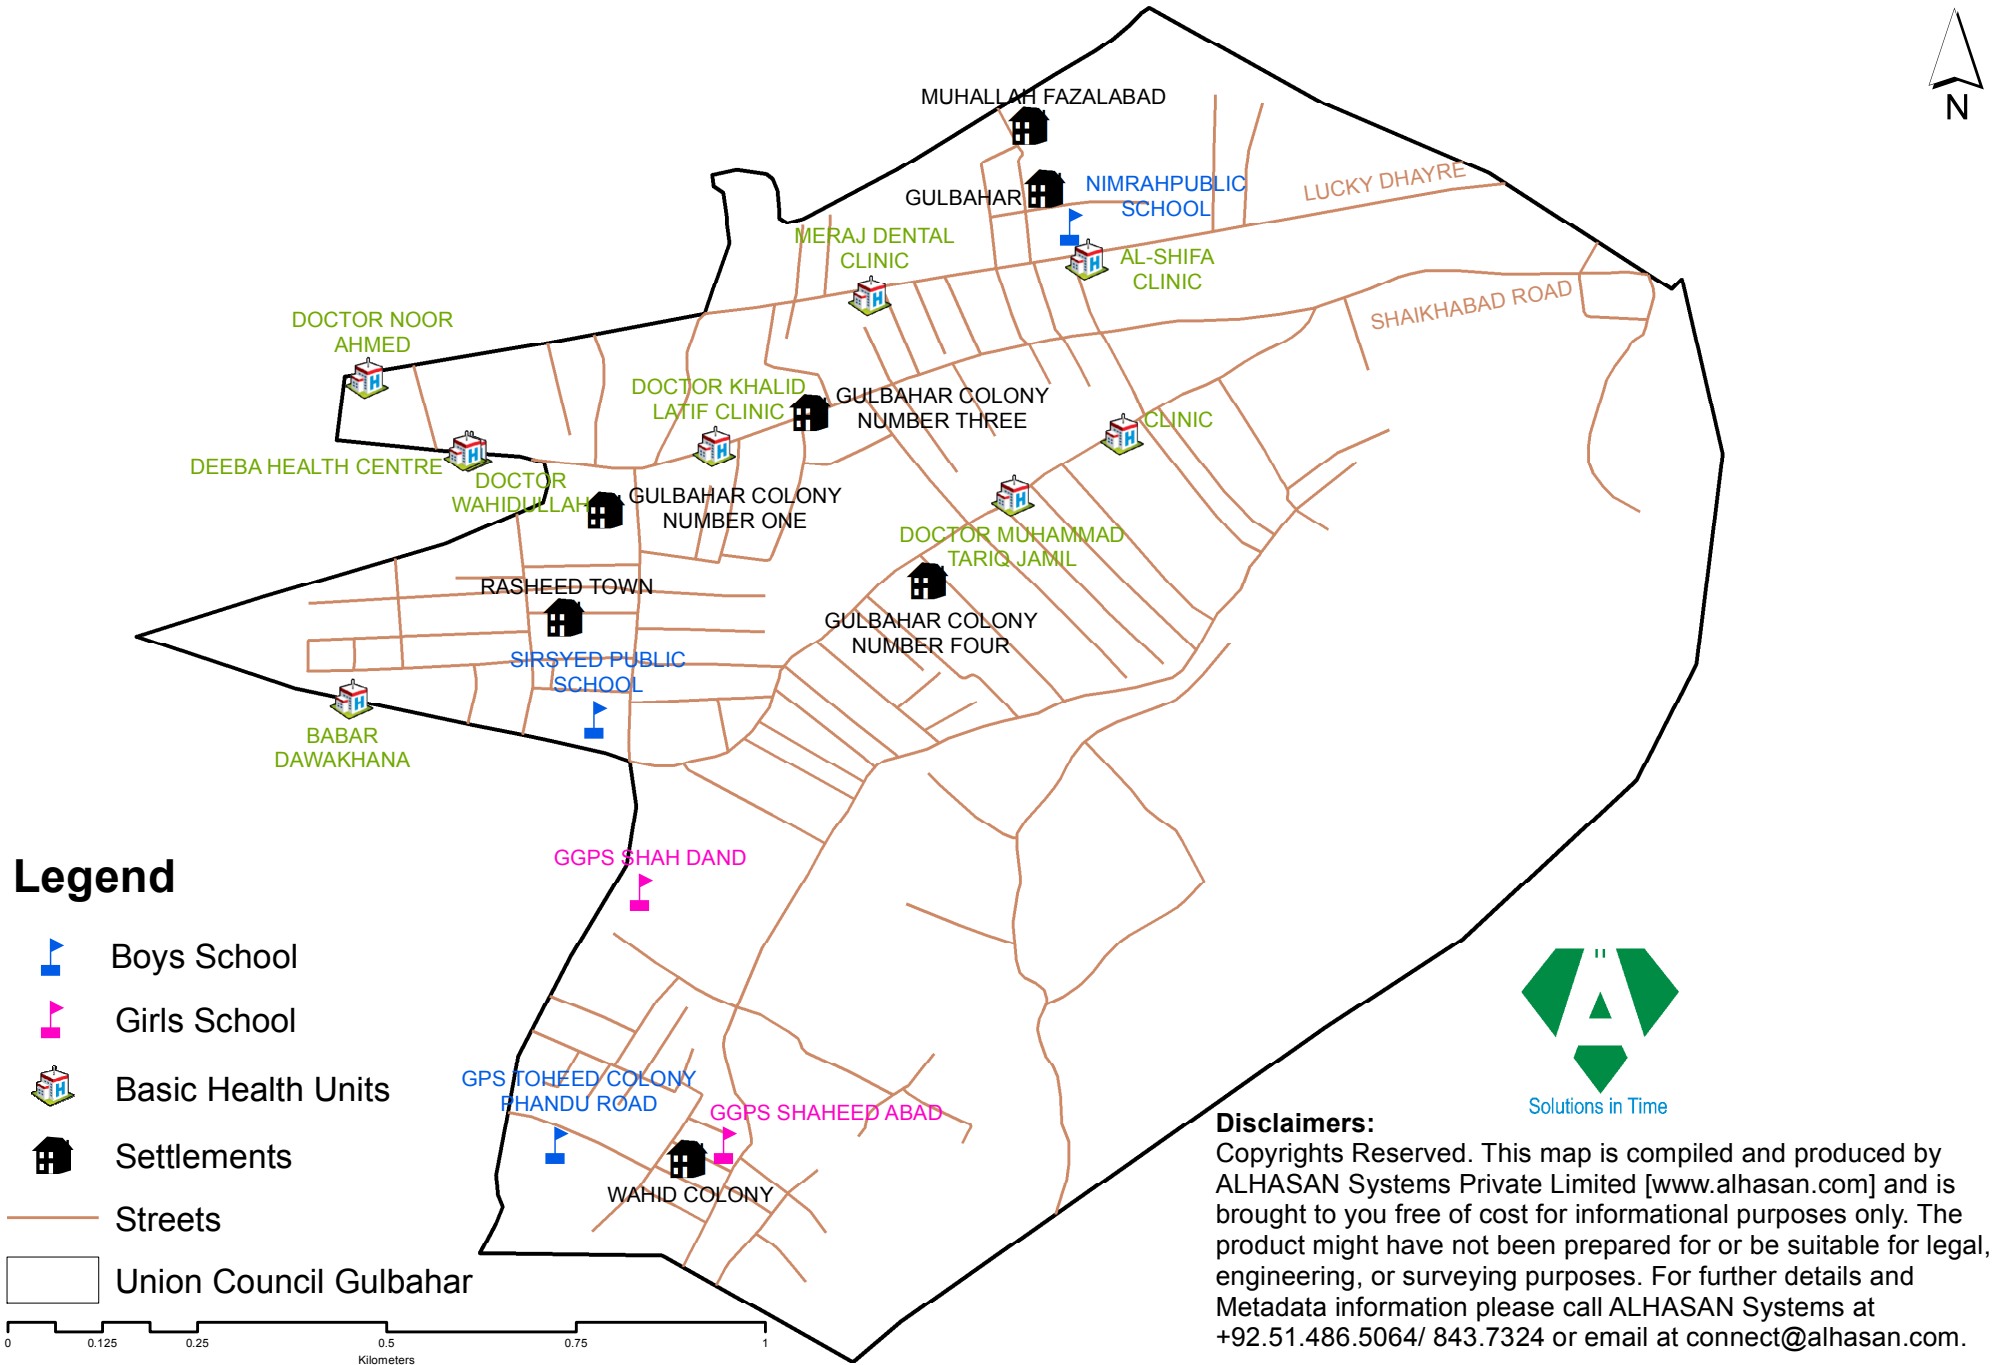 N
MUHALLAH FAZALABAD
GULBAHAR
NIMRAHPUBLIC
SCHOOL
LUCKY DHAYRE
MERAJ DENTAL
CLINIC
AL-SHIFA
CLINIC
SHAIKHABAD ROAD
DOCTOR NOOR
AHMED
DOCTOR KHALID
LATIF CLINIC
GULBAHAR COLONY
NUMBER THREE
CLINIC
DEEBA HEALTH CENTRE
DOCTOR
WAHIDULLAH
GULBAHAR COLONY
NUMBER ONE
DOCTOR MUHAMMAD
TARIQ JAMIL
RASHEED TOWN
GULBAHAR COLONY
NUMBER FOUR
SIRSYED PUBLIC
SCHOOL
BABAR
DAWAKHANA
GGPS SHAH DAND
GPS TOHEED COLONY
PHANDU ROAD
GGPS SHAHEED ABAD
WAHID COLONY
Legend
Boys School
Girls School
Basic Health Units
Settlements
Streets
Union Council Gulbahar
0 0.125 0.25 0.5 0.75 1
Kilometers
Solutions in Time
Disclaimers:
Copyrights Reserved. This map is compiled and produced by
ALHASAN Systems Private Limited [www.alhasan.com] and is
brought to you free of cost for informational purposes only. The
product might have not been prepared for or be suitable for legal,
engineering, or surveying purposes. For further details and
Metadata information please call ALHASAN Systems at
+92.51.486.5064/ 843.7324 or email at connect@alhasan.com.